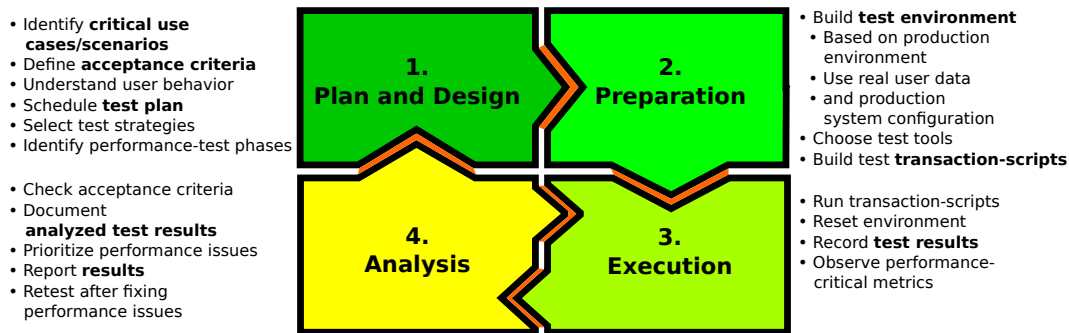 • Identify critical use
cases/scenarios
• Define acceptance criteria
• Understand user behavior
• Schedule test plan
• Select test strategies
• Identify performance-test phases
1.
Plan and Design
2.
Preparation
• Build test environment
• Based on production
environment
• Use real user data
• and production
system configuration
• Choose test tools
• Build test transaction-scripts
• Check acceptance criteria
• Document
analyzed test results
• Prioritize performance issues
• Report results
• Retest after fixing
performance issues
4.
Analysis
3.
Execution
• Run transaction-scripts
• Reset environment
• Record test results
• Observe performance-
critical metrics